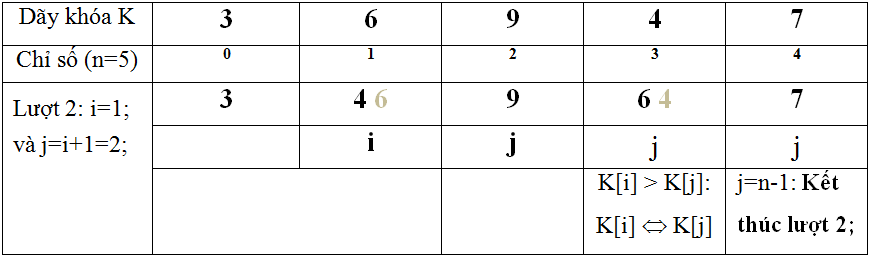 Dãy khóa K 3 6 9 4 7
Chỉ số (n=5) 0 1 2 3 4
Lượt 2: i=1; 3 4 6 9 6 4 7
và j=i+1=2; i j j j
K[i] > K[j]: j=n-1: Kết
K[i] ⇔ K[j] thúc lượt 2;